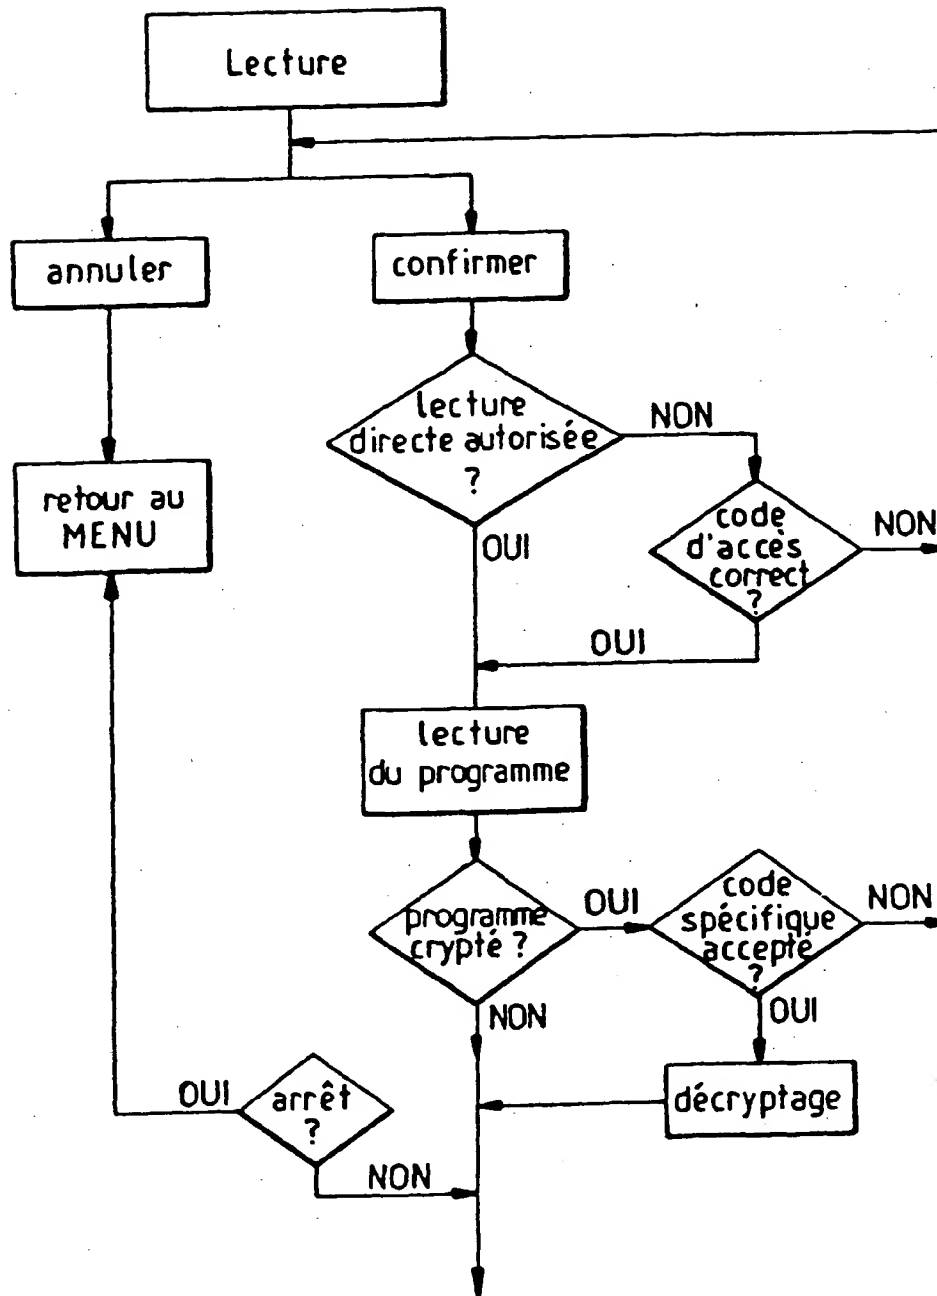 Lecture
annuler
confirmer
lecture
directe autorisée
?
NON
OUI
retour au
MENU
code
d'accès
correct
?
NON
OUI
lecture
du programme
programme
crypté ?
OUI
code
spécifique
accepté
?
NON
NON
OUI
décryptage
OUI
arrêt
?
NON